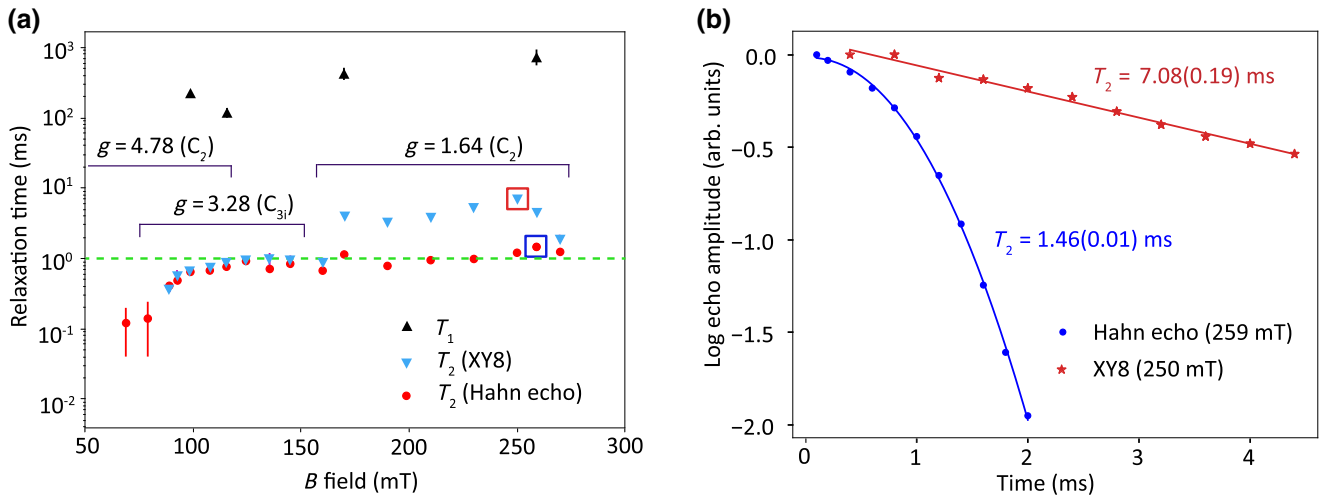 (a)
Relaxation time (ms)
10³
10²
10¹
10⁰
10⁻¹
10⁻²
g = 4.78 (C₂)
g = 1.64 (C₂)
g = 3.28 (C₃ᵢ)
T₁
T₂ (XY8)
T₂ (Hahn echo)
50 100 150 200 250 300
B field (mT)
(b)
Log echo amplitude (arb. units)
0.0
−0.5
−1.0
−1.5
−2.0
T₂ = 7.08(0.19) ms
T₂ = 1.46(0.01) ms
Hahn echo (259 mT)
XY8 (250 mT)
0 1 2 3 4
Time (ms)